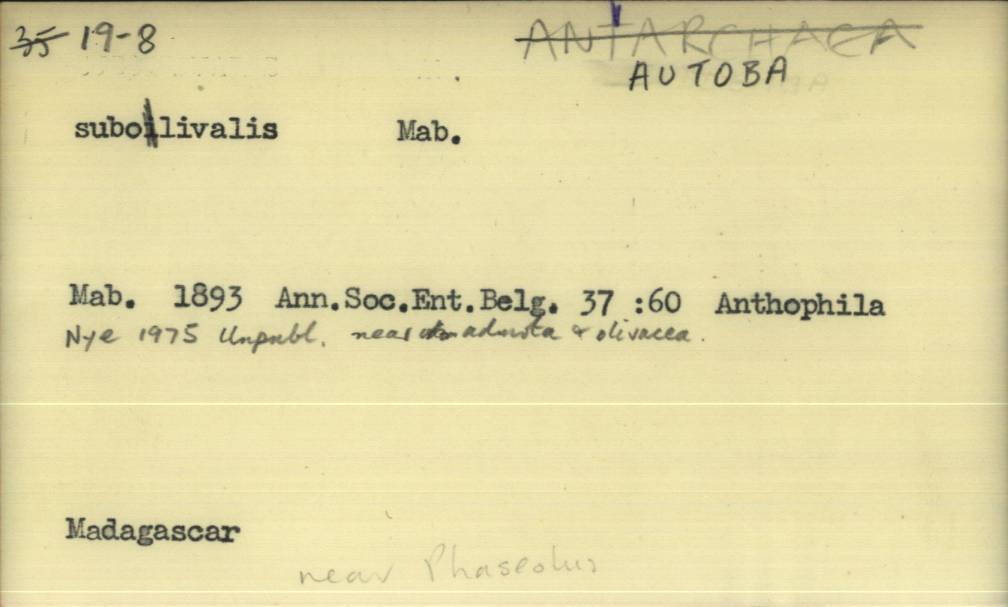 35 19-8 ANTARCHAEA
AUTOBA
subolivalis Mab.
Mab. 1893 Ann.Soc.Ent.Belg. 37 :60 Anthophila
Nye 1975 Unpubl. near adusta & olivacea.
Madagascar
near Phaseolus